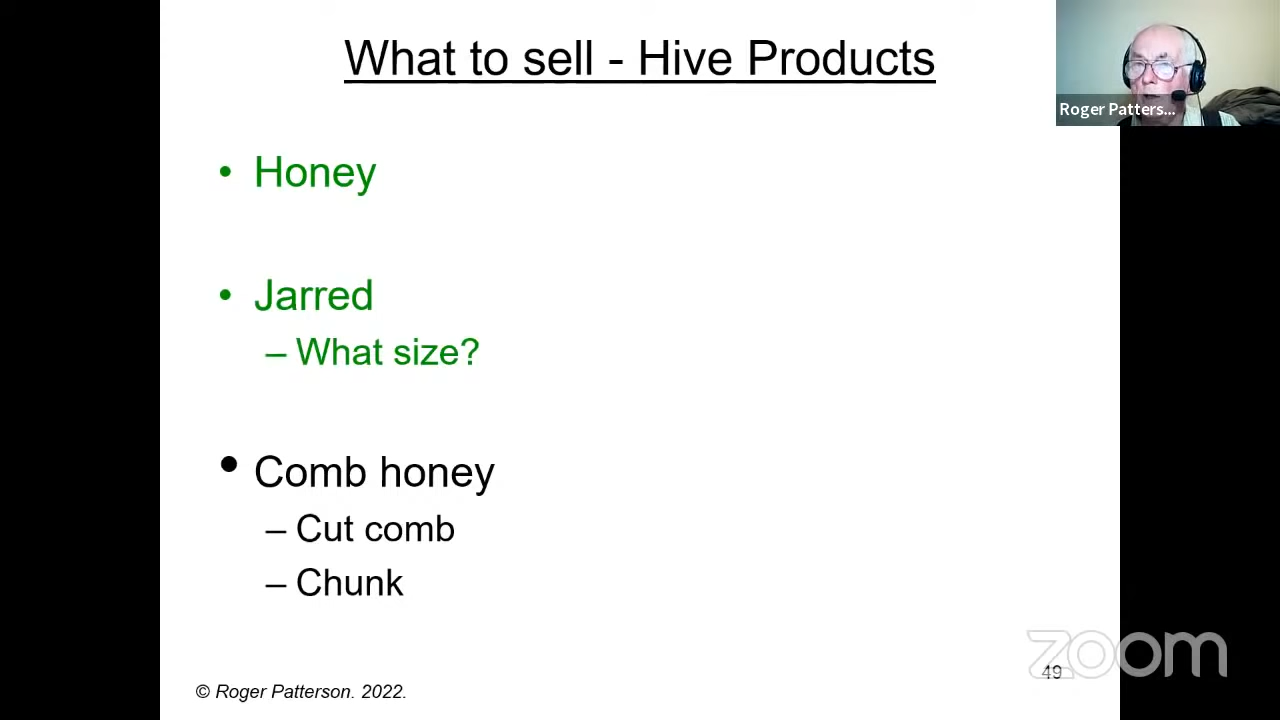 What to sell - Hive Products
Roger Patters...
• Honey
• Jarred
– What size?
• Comb honey
– Cut comb
– Chunk
zoom
49
© Roger Patterson. 2022.